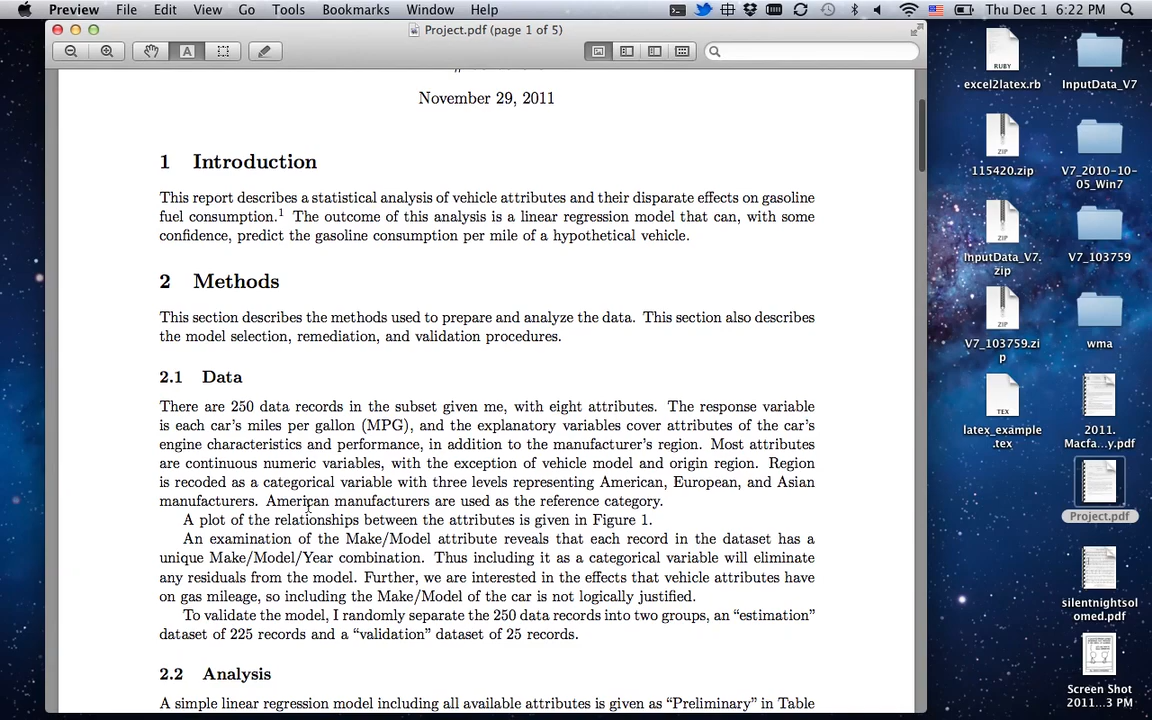 Preview File Edit View Go Tools Bookmarks Window Help Thu Dec 1 6:22 PM
Project.pdf (page 1 of 5)
November 29, 2011
1 Introduction
This report describes a statistical analysis of vehicle attributes and their disparate effects on gasoline
fuel consumption.1 The outcome of this analysis is a linear regression model that can, with some
confidence, predict the gasoline consumption per mile of a hypothetical vehicle.
2 Methods
This section describes the methods used to prepare and analyze the data. This section also describes
the model selection, remediation, and validation procedures.
2.1 Data
There are 250 data records in the subset given me, with eight attributes. The response variable
is each car's miles per gallon (MPG), and the explanatory variables cover attributes of the car's
engine characteristics and performance, in addition to the manufacturer's region. Most attributes
are continuous numeric variables, with the exception of vehicle model and origin region. Region
is recoded as a categorical variable with three levels representing American, European, and Asian
manufacturers. American manufacturers are used as the reference category.
A plot of the relationships between the attributes is given in Figure 1.
An examination of the Make/Model attribute reveals that each record in the dataset has a
unique Make/Model/Year combination. Thus including it as a categorical variable will eliminate
any residuals from the model. Further, we are interested in the effects that vehicle attributes have
on gas mileage, so including the Make/Model of the car is not logically justified.
To validate the model, I randomly separate the 250 data records into two groups, an “estimation”
dataset of 225 records and a “validation” dataset of 25 records.
2.2 Analysis
A simple linear regression model including all available attributes is given as “Preliminary” in Table
RUBY
excel2latex.rb
InputData_V7
ZIP
115420.zip
V7_2010-10-
05_Win7
ZIP
InputData_V7.
zip
V7_103759
ZIP
V7_103759.zi
p
wma
TEX
latex_example
.tex
2011.
Macfa...y.pdf
Project.pdf
silentnightsol
omed.pdf
Screen Shot
2011...3 PM